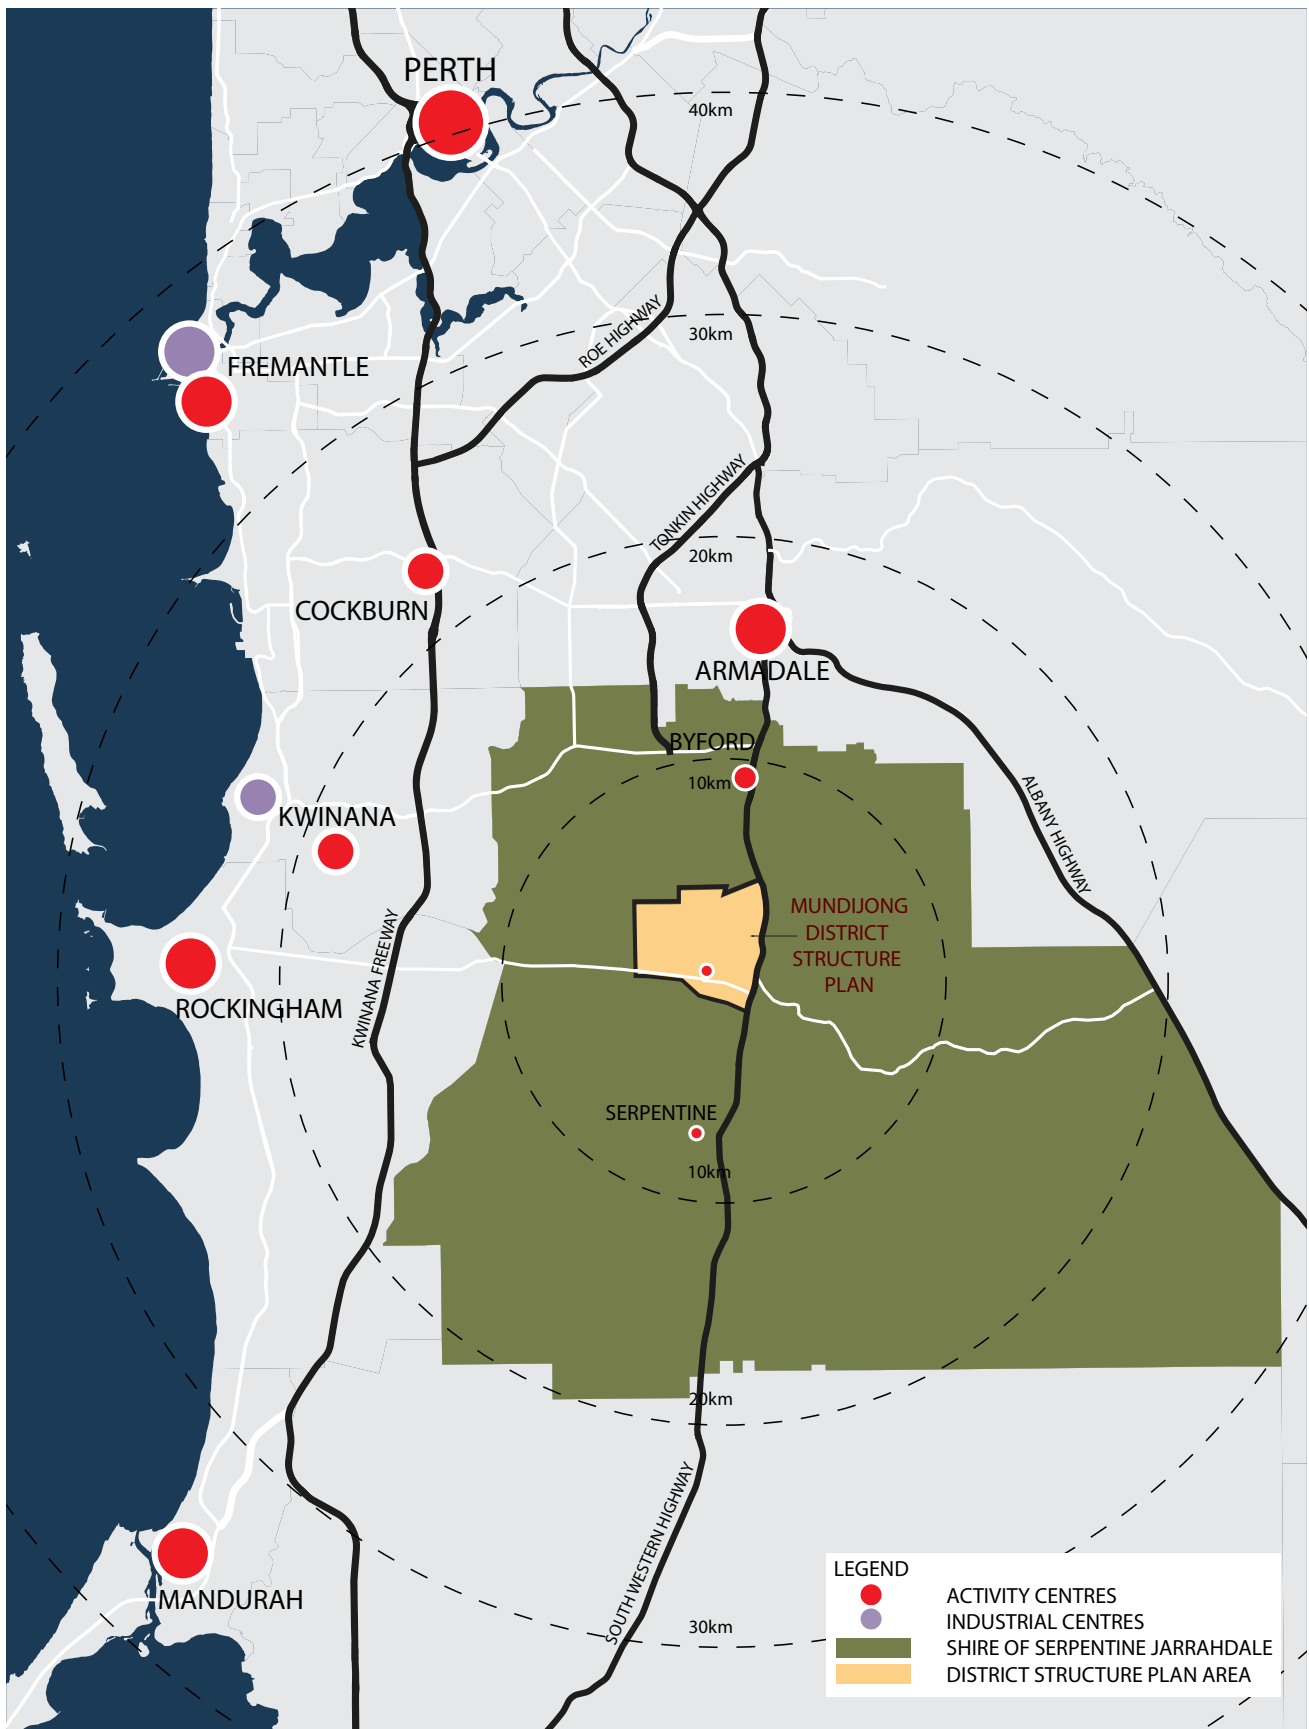 PERTH
40km
ROE HIGHWAY
30km
FREMANTLE
TONKIN HIGHWAY
20km
COCKBURN
ARMADALE
BYFORD
10km
KWINANA
ALBANY HIGHWAY
MUNDIJONG
DISTRICT
STRUCTURE
PLAN
KWINANA FREEWAY
ROCKINGHAM
SERPENTINE
10km
20km
SOUTH WESTERN HIGHWAY
30km
MANDURAH
LEGEND
ACTIVITY CENTRES
INDUSTRIAL CENTRES
SHIRE OF SERPENTINE JARRAHDALE
DISTRICT STRUCTURE PLAN AREA